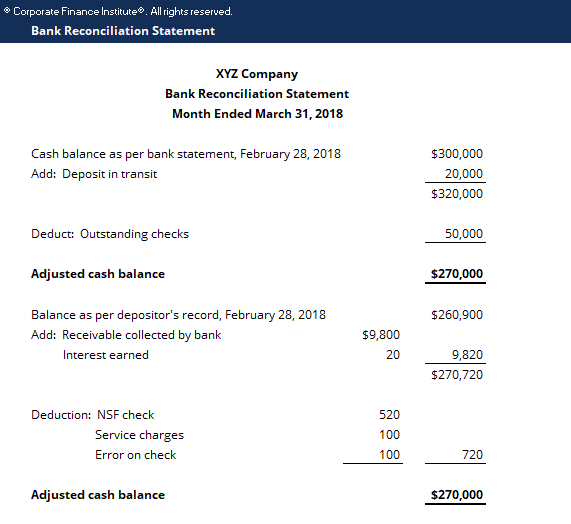 ® Corporate Finance Institute®. All rights reserved.
Bank Reconciliation Statement
XYZ Company
Bank Reconciliation Statement
Month Ended March 31, 2018
Cash balance as per bank statement, February 28, 2018 $300,000
Add: Deposit in transit 20,000
$320,000
Deduct: Outstanding checks 50,000
Adjusted cash balance $270,000
Balance as per depositor's record, February 28, 2018 $260,900
Add: Receivable collected by bank $9,800
Interest earned 20 9,820
$270,720
Deduction: NSF check 520
Service charges 100
Error on check 100 720
Adjusted cash balance $270,000